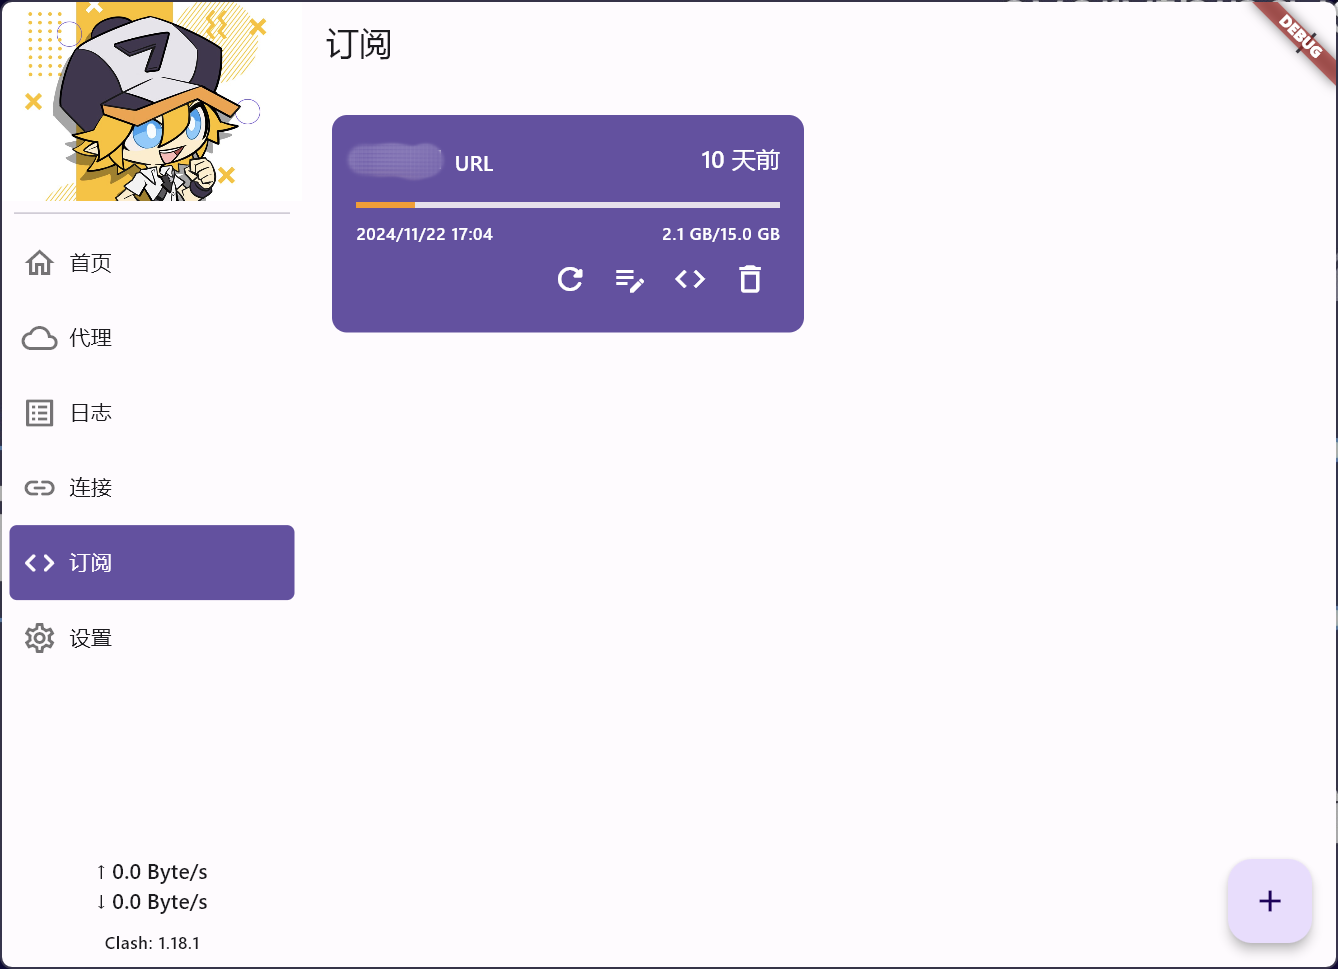 订阅
DEBUG
URL
10 天前
2024/11/22 17:04
2.1 GB/15.0 GB
首页
代理
日志
连接
订阅
设置
↑ 0.0 Byte/s
↓ 0.0 Byte/s
Clash: 1.18.1